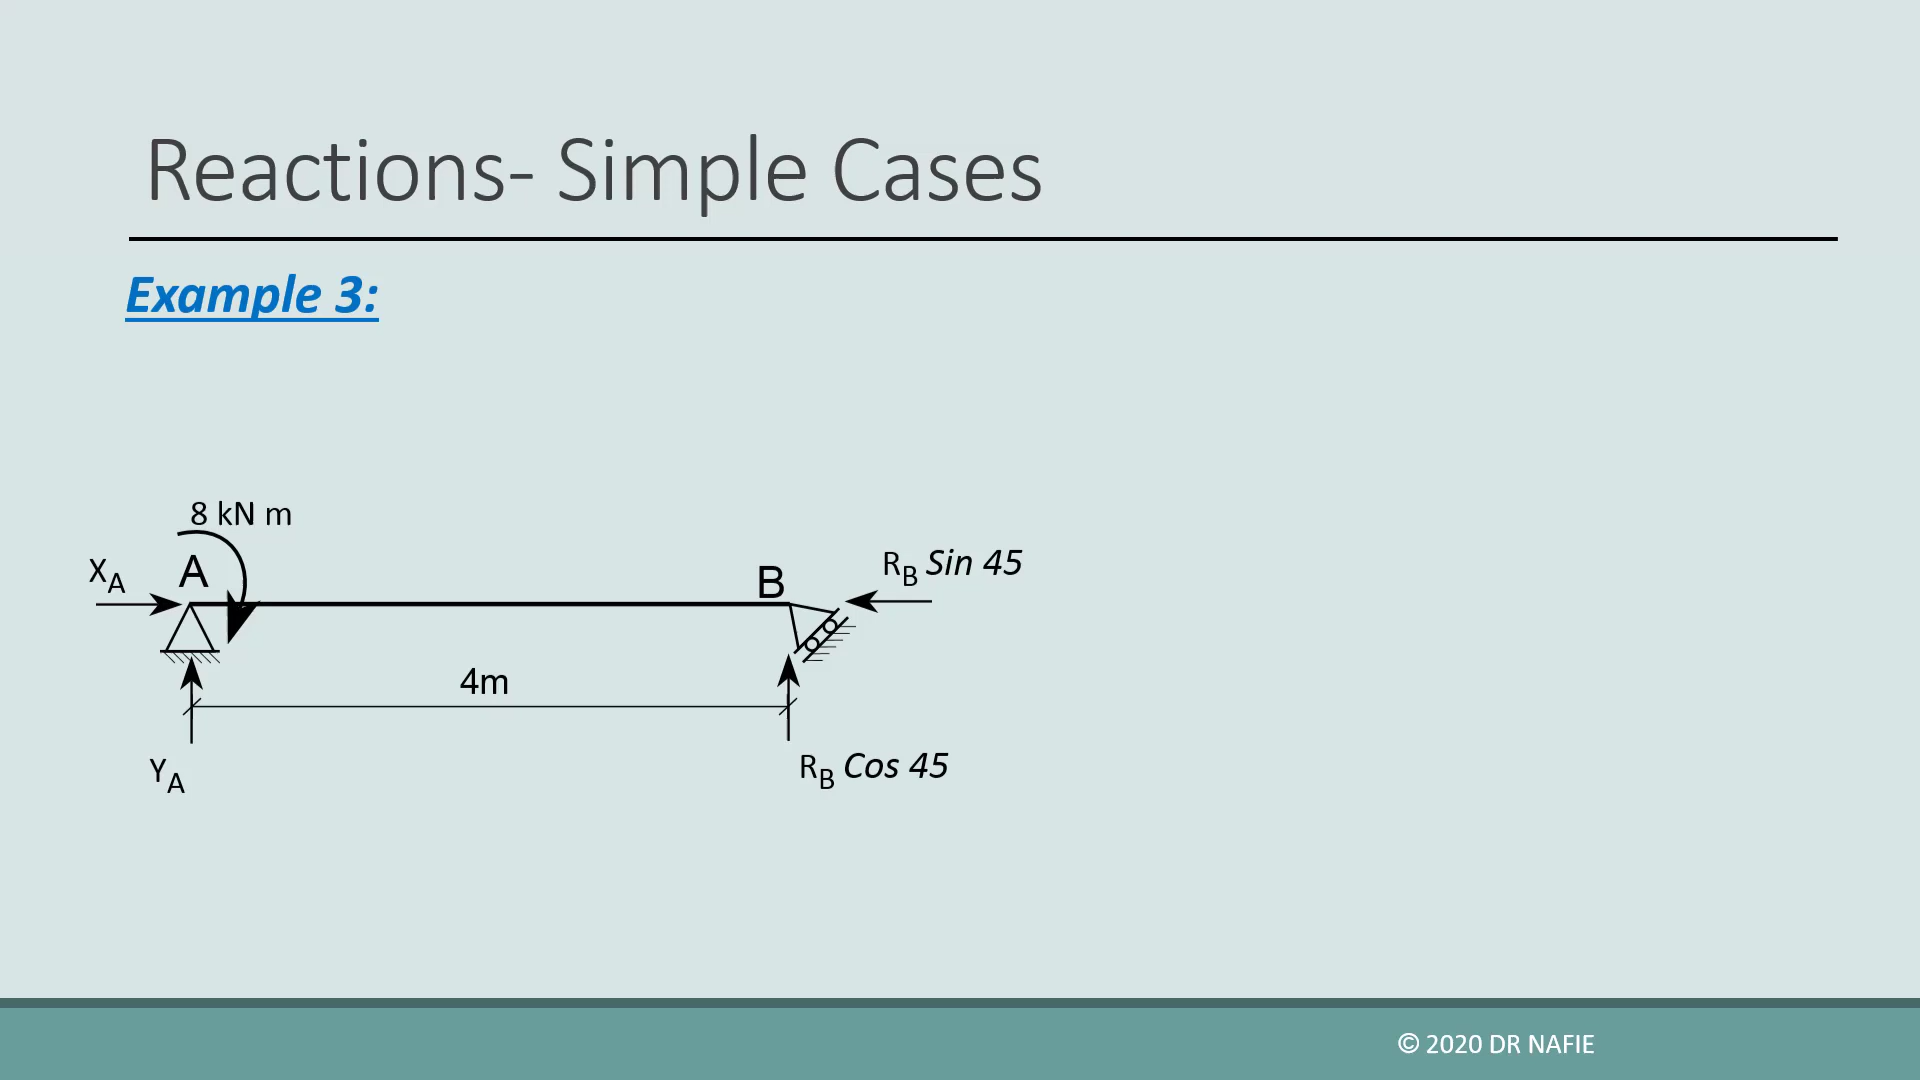 Reactions- Simple Cases
Example 3:
8 kN m
XA
A
B
RB Sin 45
4m
YA
RB Cos 45
© 2020 DR NAFIE